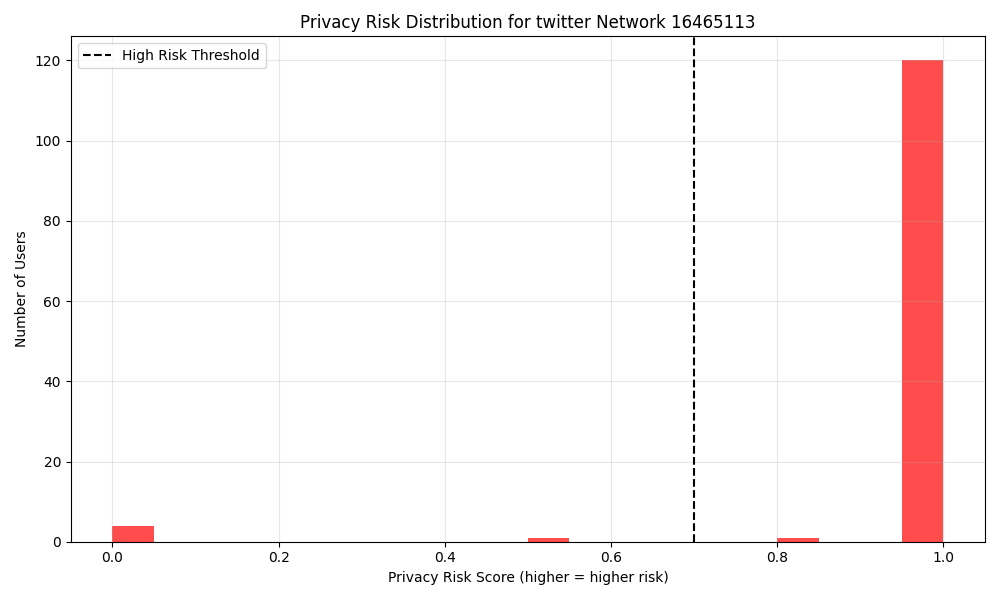 Privacy Risk Distribution for twitter Network 16465113
High Risk Threshold
120
100
80
60
40
20
0
Number of Users
0.0 0.2 0.4 0.6 0.8 1.0
Privacy Risk Score (higher = higher risk)